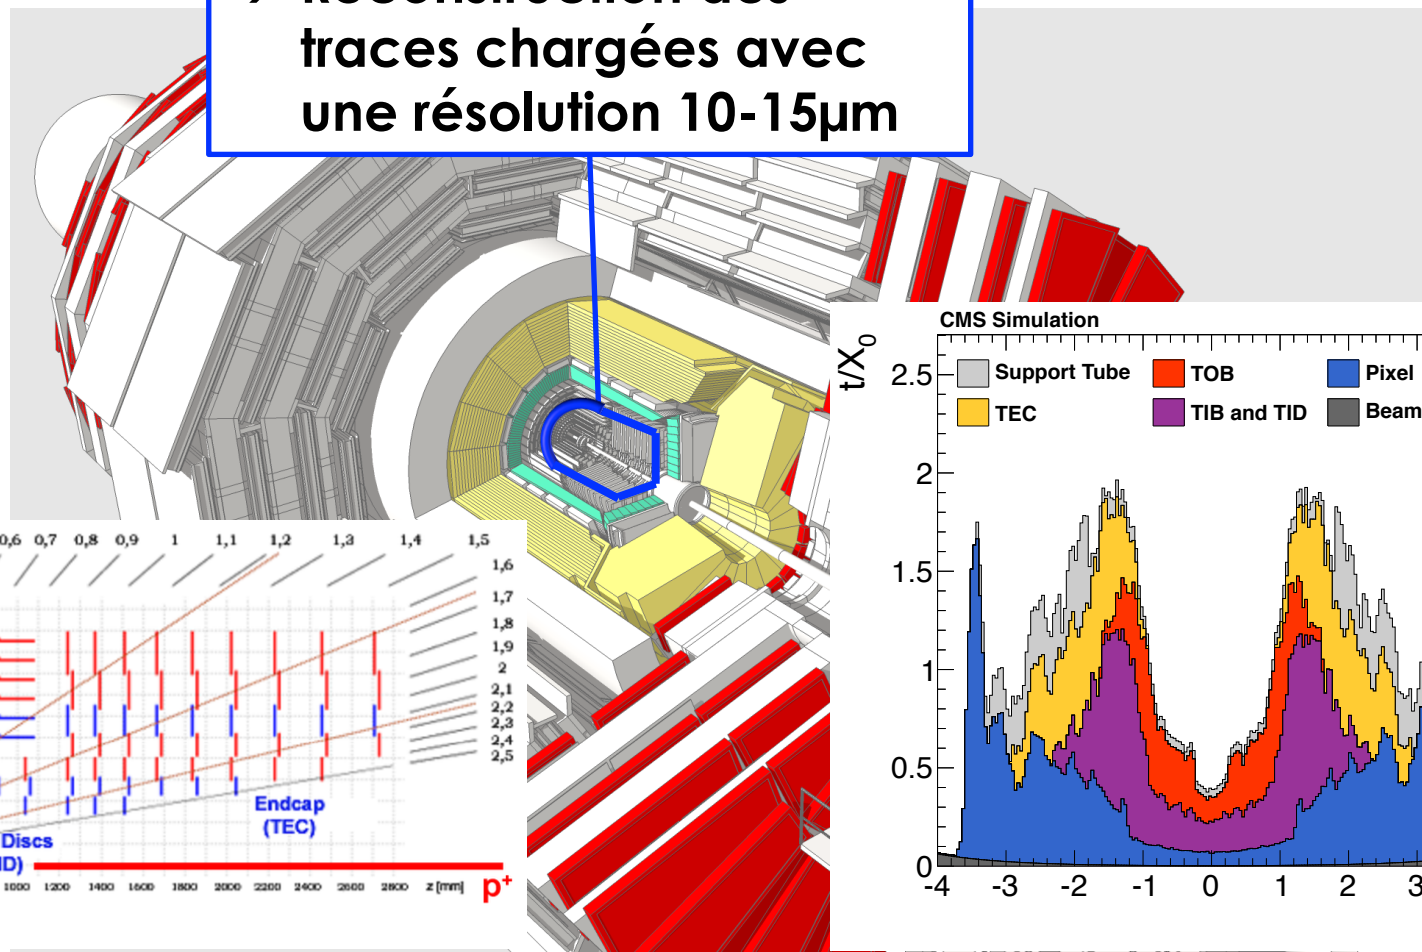 Reconstruction des
traces chargées avec
une résolution 10-15µm
CMS Simulation
t/X0
Support Tube
TOB
Pixel
TEC
TIB and TID
Beam
2.5
2
1.5
1
0.5
0
-4 -3 -2 -1 0 1 2 3
0,6 0,7 0,8 0,9 1 1,1 1,2 1,3 1,4 1,5
1,6
1,7
1,8
1,9
2
2,1
2,2
2,3
2,4
2,5
Endcap
(TEC)
Discs
ID)
1000 1200 1400 1600 1800 2000 2200 2400 2600 2800 z [mm]
p+